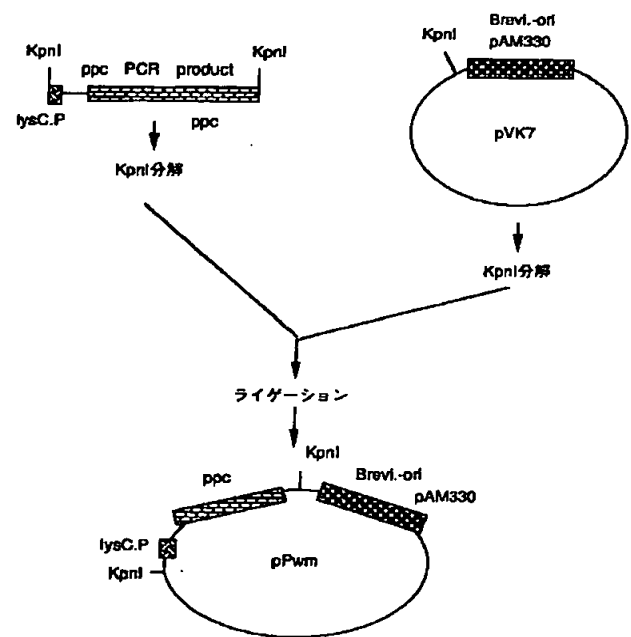 KpnI
ppc PCR product
KpnI
lysC.P
ppc
KpnI分解
Brevi.-ori
pAM330
KpnI
pVK7
KpnI分解
ライゲーション
KpnI
ppc
Brevi.-ori
pAM330
lysC.P
KpnI
pPwm